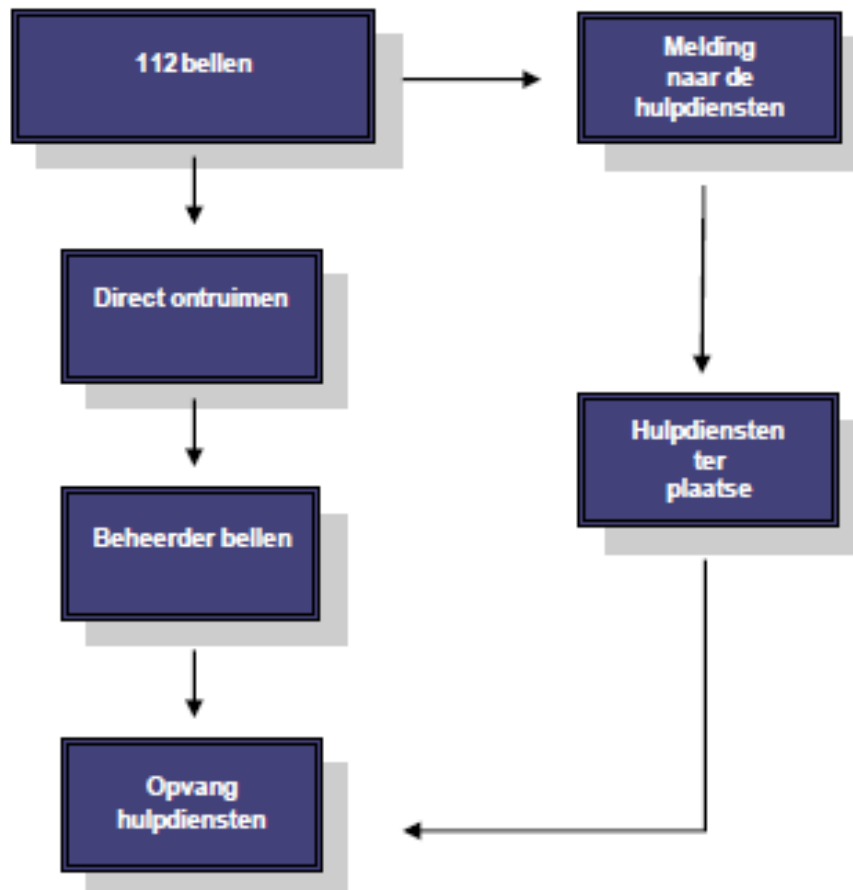 112 bellen
Melding
naar de
hulpdiensten
Direct ontruimen
Hulpdiensten
ter
plaatse
Beheerder bellen
Opvang
hulpdiensten